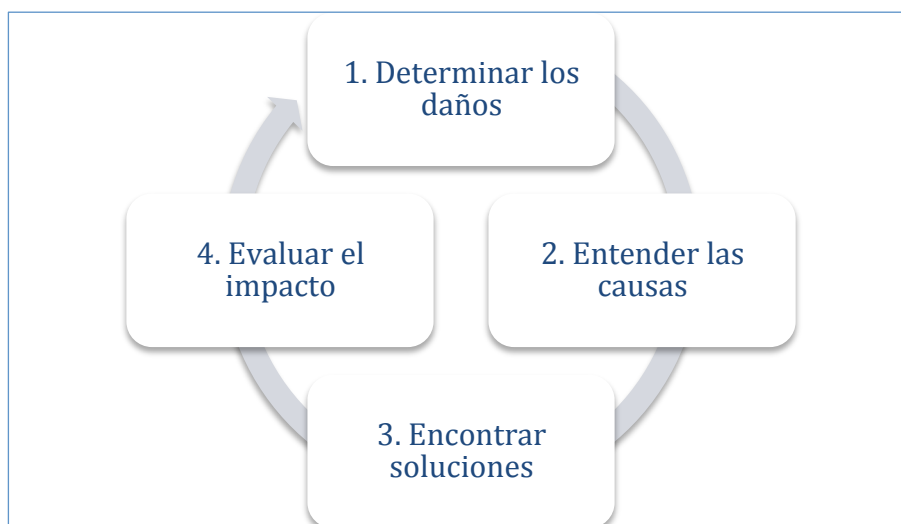 1. Determinar los
daños
2. Entender las
causas
3. Encontrar
soluciones
4. Evaluar el
impacto